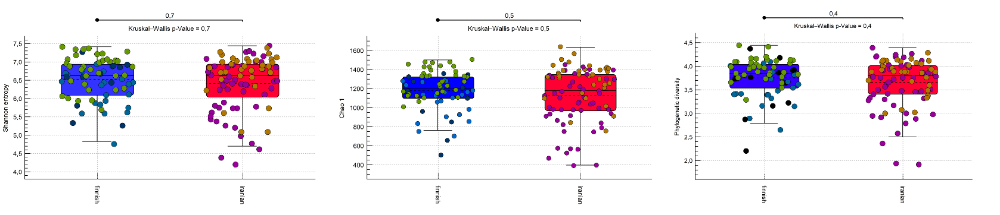 0,7
Kruskal–Wallis p-Value = 0,7
Shannon entropy
7,5
7,0
6,5
6,0
5,5
5,0
4,5
4,0
finnish
iranian
0,5
Kruskal–Wallis p-Value = 0,5
Chao 1
1600
1400
1200
1000
800
600
400
finnish
iranian
0,4
Kruskal–Wallis p-Value = 0,4
Phylogenetic diversity
4,5
4,0
3,5
3,0
2,5
2,0
finnish
iranian